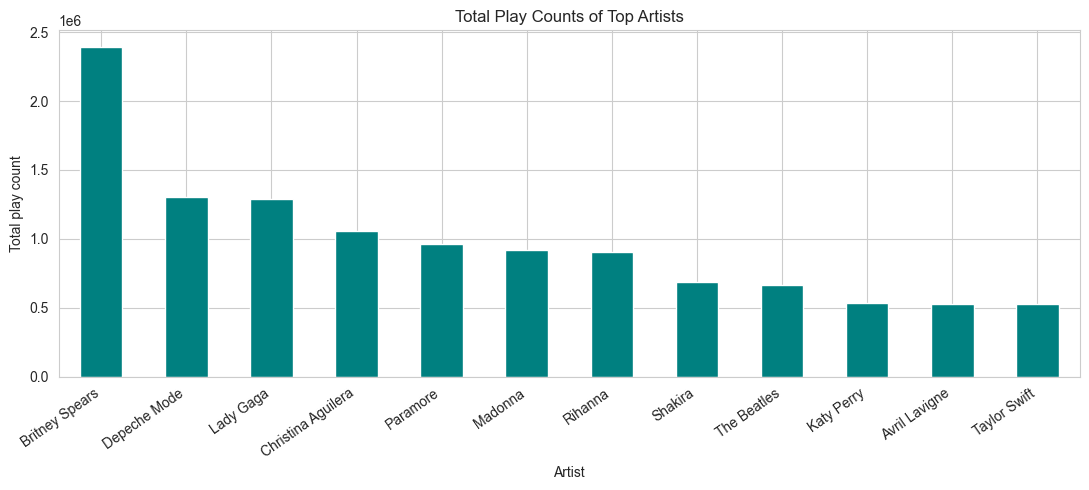 Total Play Counts of Top Artists
1e6
2.5
2.0
1.5
1.0
0.5
0.0
Total play count
Britney Spears
Depeche Mode
Lady Gaga
Christina Aguilera
Paramore
Madonna
Rihanna
Shakira
The Beatles
Katy Perry
Avril Lavigne
Taylor Swift
Artist